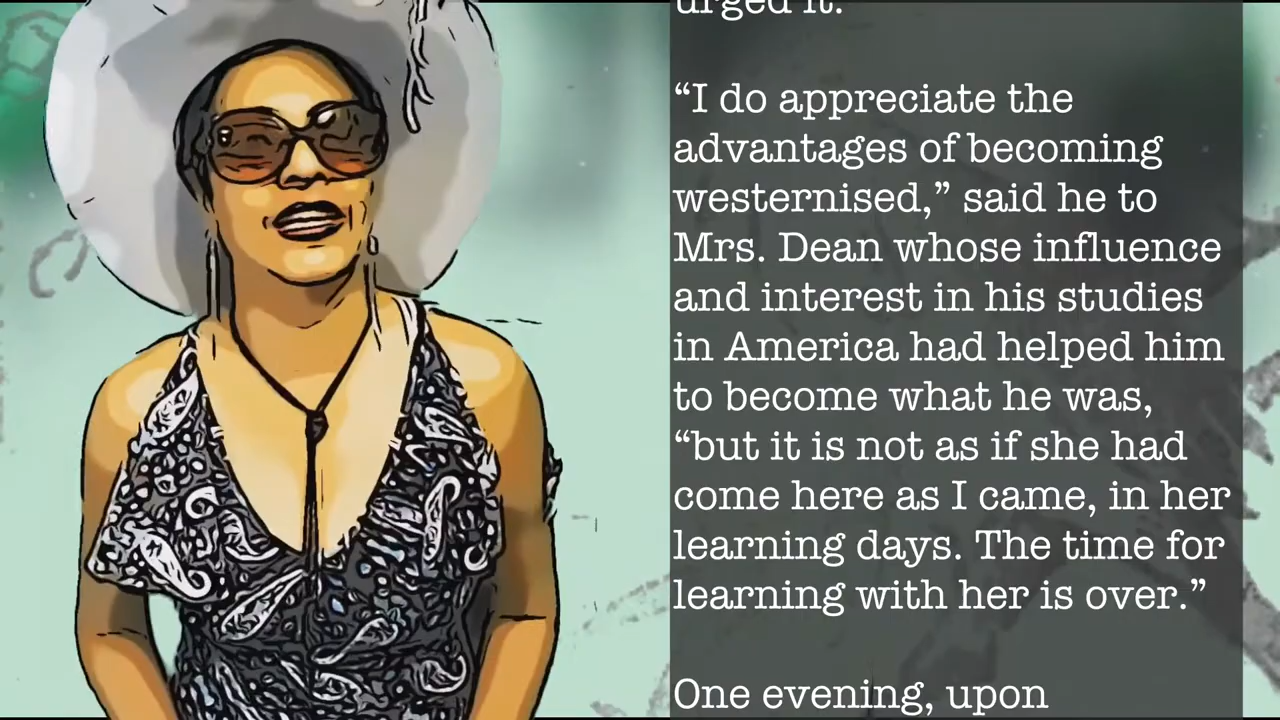 urged it.
“I do appreciate the
advantages of becoming
westernised,” said he to
Mrs. Dean whose influence
and interest in his studies
in America had helped him
to become what he was,
“but it is not as if she had
come here as I came, in her
learning days. The time for
learning with her is over.”
One evening, upon